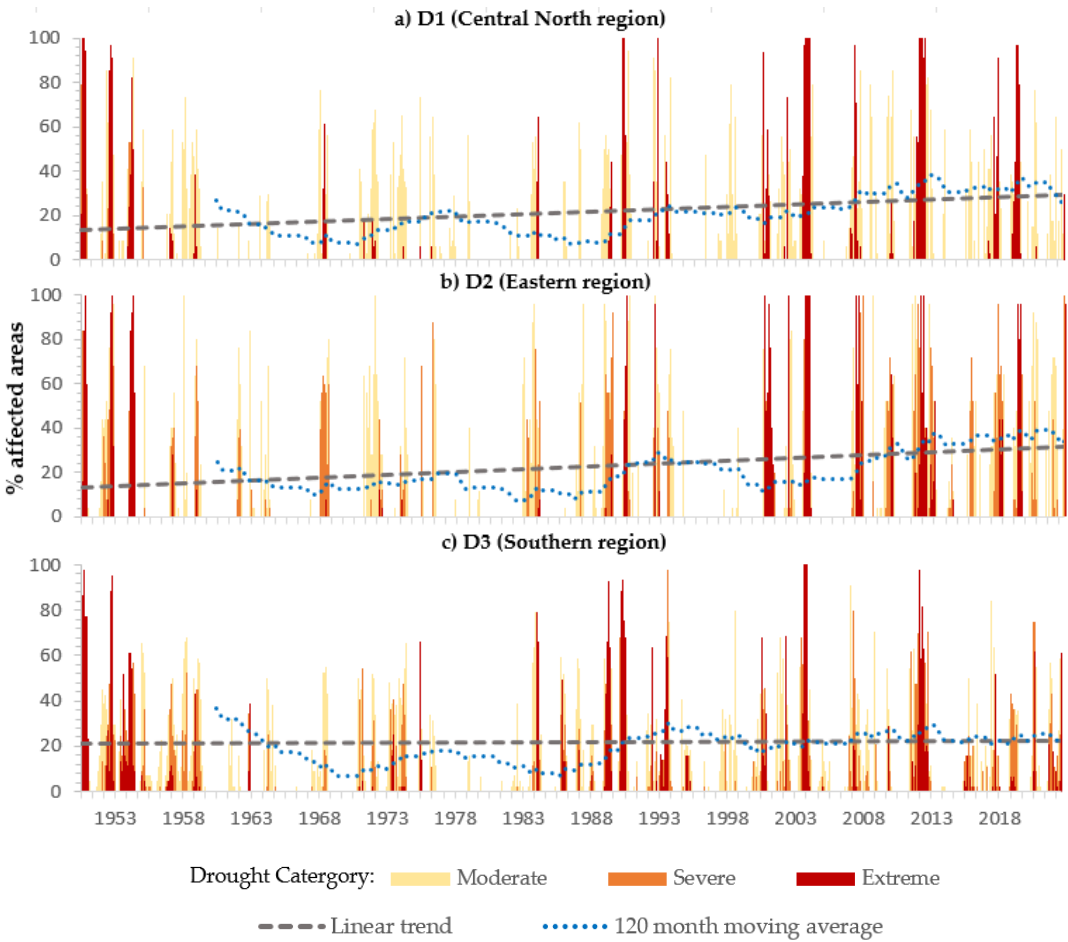 a) D1 (Central North region)
100
80
60
40
20
0
b) D2 (Eastern region)
100
80
60
40
20
0
% affected areas
c) D3 (Southern region)
100
80
60
40
20
0
1953 1958 1963 1968 1973 1978 1983 1988 1993 1998 2003 2008 2013 2018
Drought Catergory: Moderate Severe Extreme
Linear trend 120 month moving average